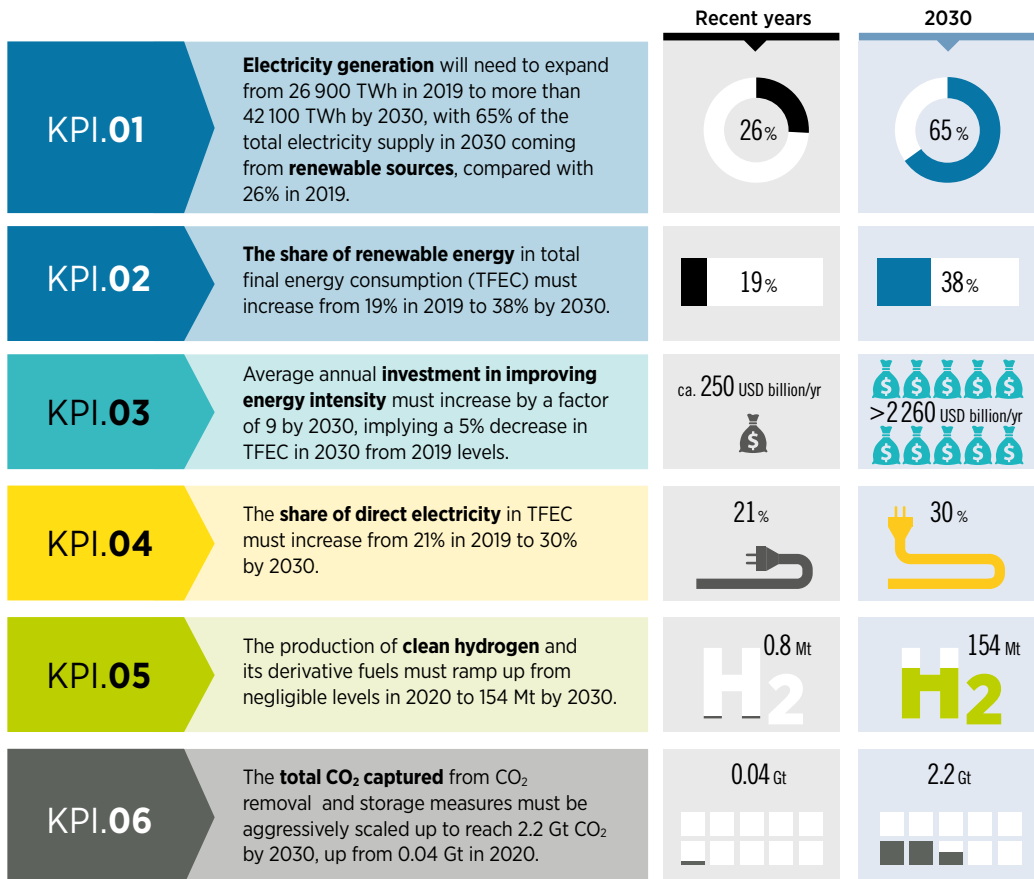 Recent years
2030
KPI.01
Electricity generation will need to expand
from 26 900 TWh in 2019 to more than
42 100 TWh by 2030, with 65% of the
total electricity supply in 2030 coming
from renewable sources, compared with
26% in 2019.
26%
65%
KPI.02
The share of renewable energy in total
final energy consumption (TFEC) must
increase from 19% in 2019 to 38% by 2030.
19%
38%
KPI.03
Average annual investment in improving
energy intensity must increase by a factor
of 9 by 2030, implying a 5% decrease in
TFEC in 2030 from 2019 levels.
ca. 250 USD billion/yr
$
$ $ $ $ $
>2 260 USD billion/yr
$ $ $ $ $
KPI.04
The share of direct electricity in TFEC
must increase from 21% in 2019 to 30%
by 2030.
21%
30%
KPI.05
The production of clean hydrogen and
its derivative fuels must ramp up from
negligible levels in 2020 to 154 Mt by 2030.
0.8 Mt
H2
154 Mt
H2
KPI.06
The total CO₂ captured from CO₂
removal and storage measures must be
aggressively scaled up to reach 2.2 Gt CO₂
by 2030, up from 0.04 Gt in 2020.
0.04 Gt
2.2 Gt